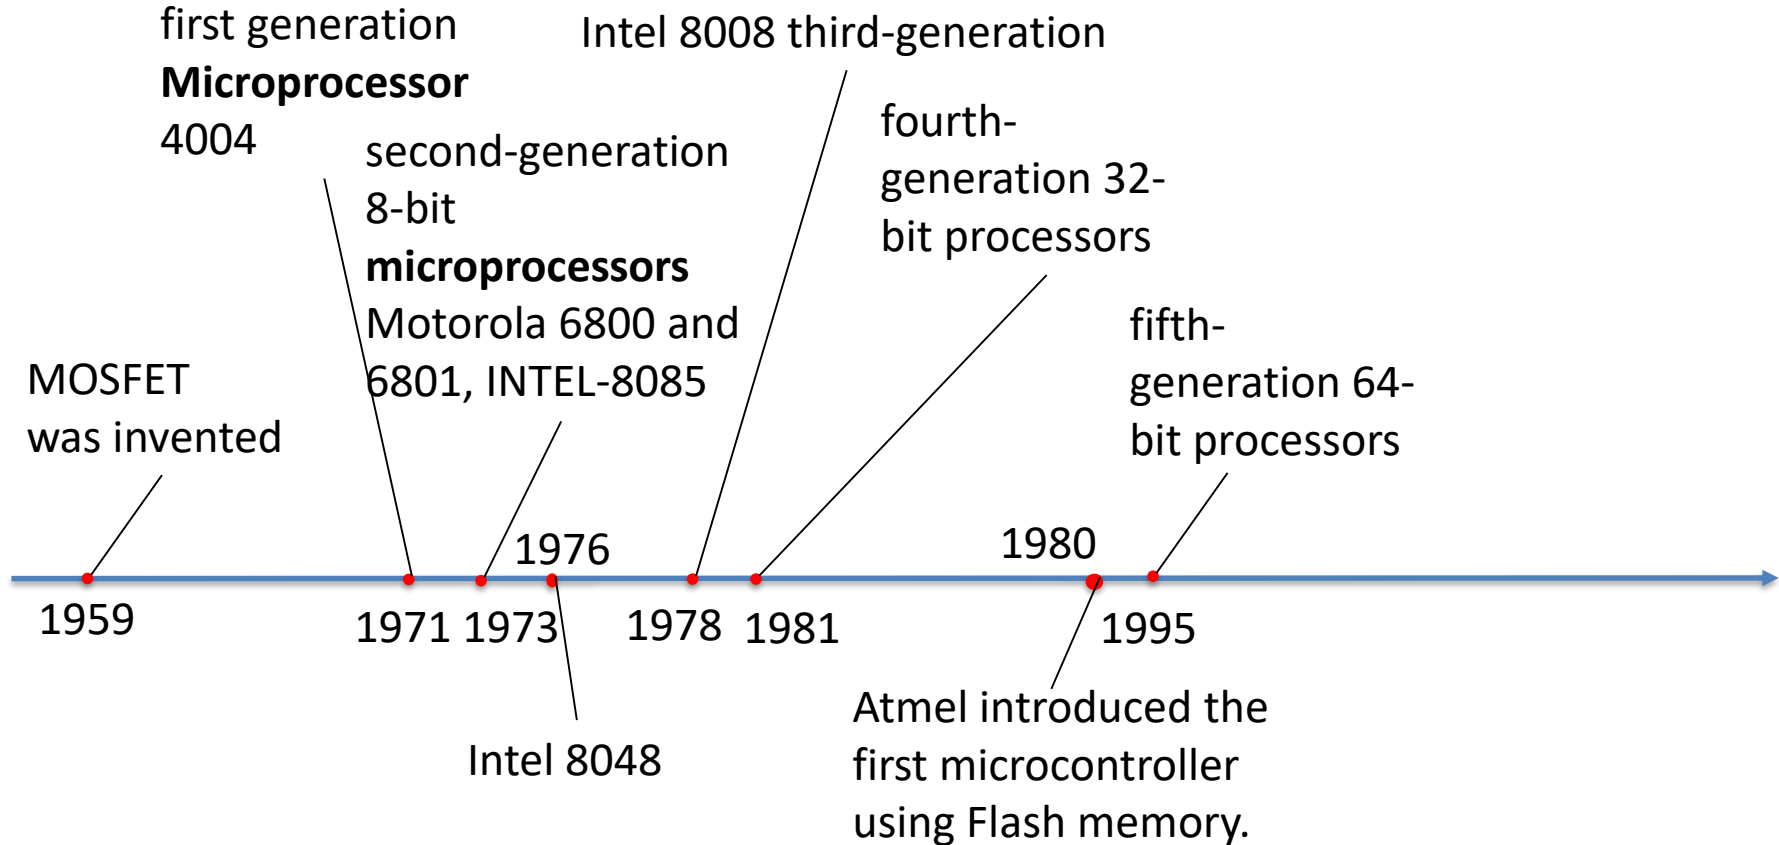 first generation
Microprocessor
4004
Intel 8008 third-generation
second-generation
8-bit
microprocessors
Motorola 6800 and
6801, INTEL-8085
fourth-
generation 32-
bit processors
fifth-
generation 64-
bit processors
MOSFET
was invented
1976
1980
1959
1971
1973
1978
1981
1995
Intel 8048
Atmel introduced the
first microcontroller
using Flash memory.